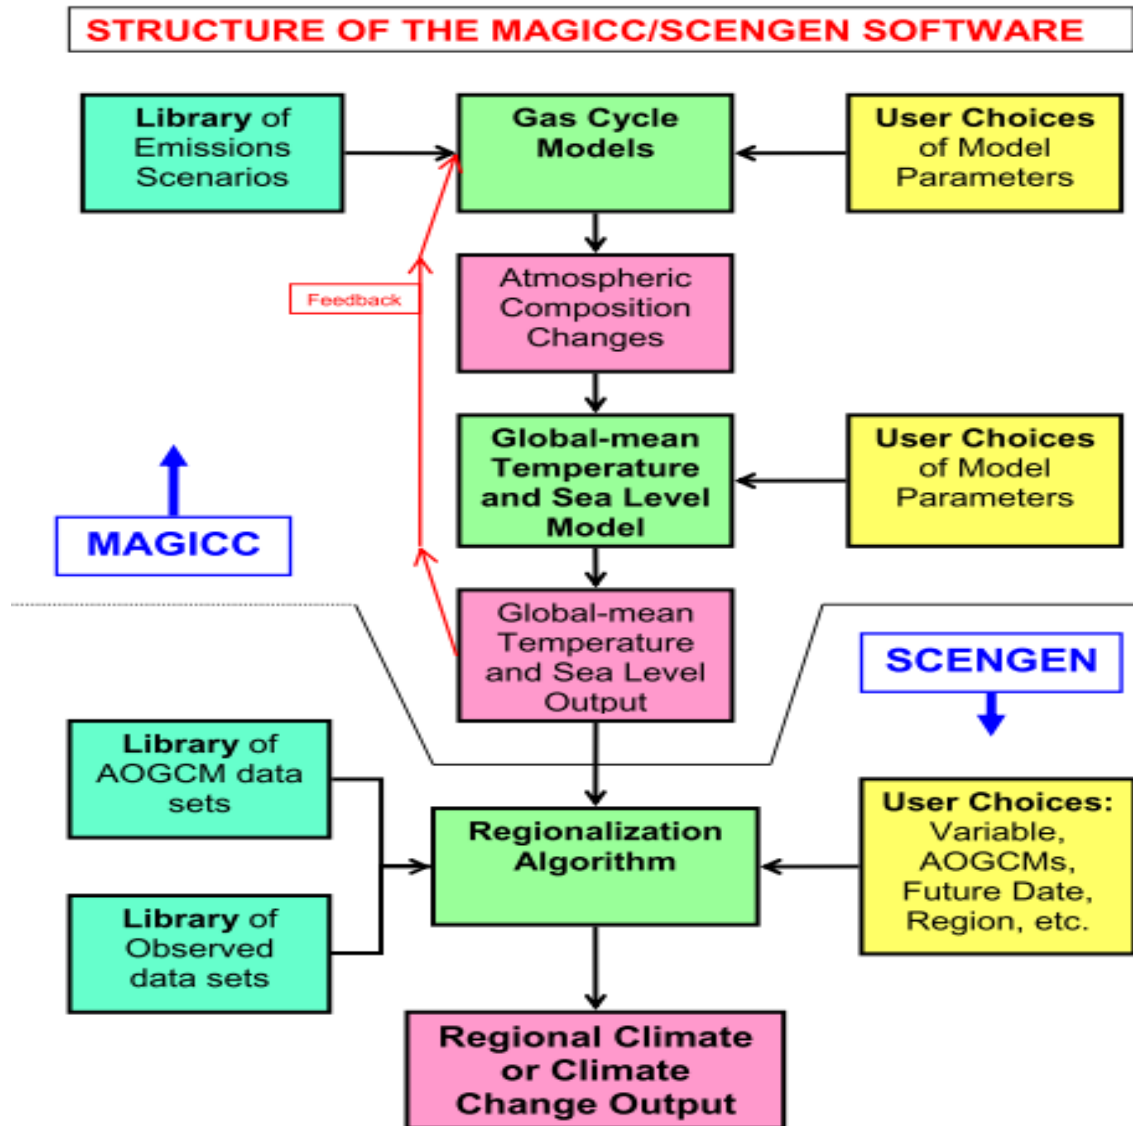 STRUCTURE OF THE MAGICC/SCENGEN SOFTWARE
Library of
Emissions
Scenarios
Gas Cycle
Models
User Choices
of Model
Parameters
Feedback
Atmospheric
Composition
Changes
Global-mean
Temperature
and Sea Level
Model
User Choices
of Model
Parameters
MAGICC
Global-mean
Temperature
and Sea Level
Output
SCENGEN
Library of
AOGCM data
sets
Library of
Observed
data sets
Regionalization
Algorithm
User Choices:
Variable,
AOGCMs,
Future Date,
Region, etc.
Regional Climate
or Climate
Change Output